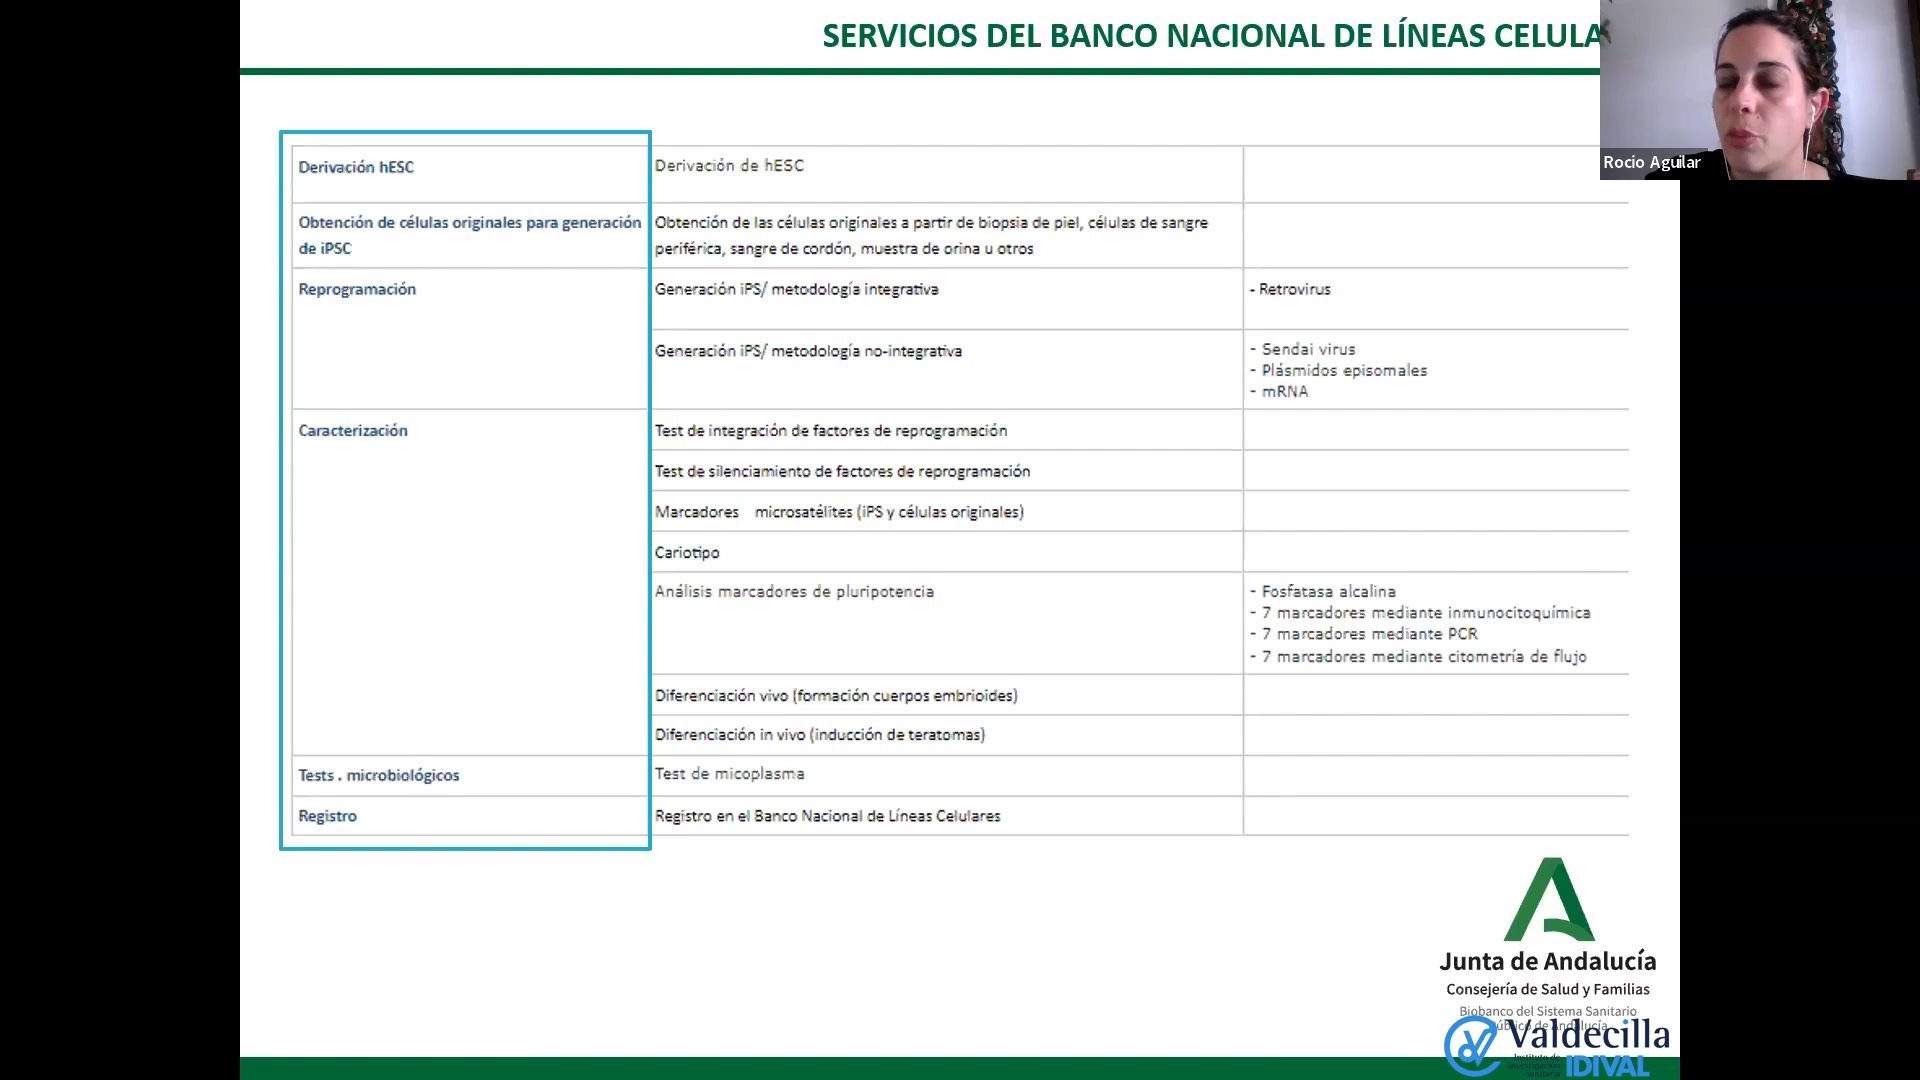 SERVICIOS DEL BANCO NACIONAL DE LÍNEAS CELULA
Rocio Aguilar
Derivación hESC
Derivación de hESC
Obtención de células originales para generación
de iPSC
Obtención de las células originales a partir de biopsia de piel, células de sangre
periférica, sangre de cordón, muestra de orina u otros
Reprogramación
Generación iPS/ metodología integrativa
- Retrovirus
Generación iPS/ metodología no-integrativa
- Sendai virus
- Plásmidos episomales
- mRNA
Caracterización
Test de integración de factores de reprogramación
Test de silenciamiento de factores de reprogramación
Marcadores microsatélites (iPS y células originales)
Cariotipo
Análisis marcadores de pluripotencia
- Fosfatasa alcalina
- 7 marcadores mediante inmunocitoquímica
- 7 marcadores mediante PCR
- 7 marcadores mediante citometría de flujo
Diferenciación vivo (formación cuerpos embrioides)
Diferenciación in vivo (inducción de teratomas)
Tests . microbiológicos
Test de micoplasma
Registro
Registro en el Banco Nacional de Líneas Celulares
Junta de Andalucía
Consejería de Salud y Familias
Biobanco del Sistema Sanitario
Público de Andalucía
Valdecilla
Instituto de
Investigación
Sanitaria
IDIVAL